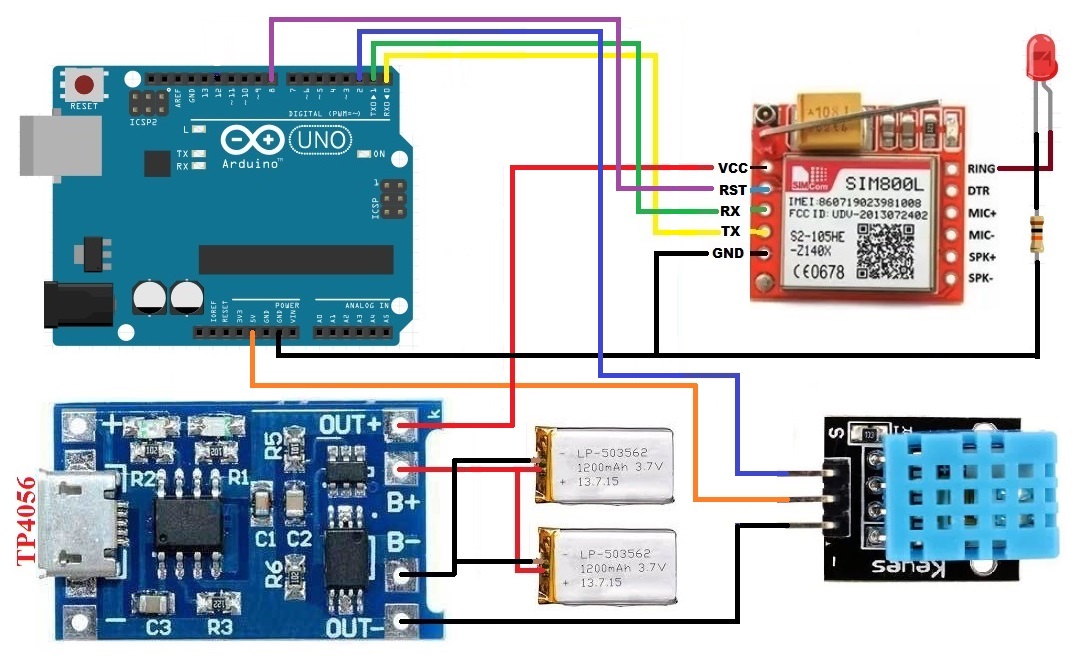 RESET
ICSP2
AREF
GND
13
12
~11
~10
~9
8
7
~6
~5
4
~3
2
TX▶1
RX◀0
DIGITAL (PWM=~)
L
TX
RX
UNO
Arduino™
ON
1
ICSP
IOREF
RESET
3V3
5V
GND
GND
VIN
POWER
ANALOG IN
A0
A1
A2
A3
A4
A5
VCC
RST
RX
TX
GND
SIMCom
SIM800L
IMEI:860719023981008
FCC ID: UDV-2013072402
S2-105HE
-Z140X
CE0678
RING
DTR
MIC+
MIC-
SPK+
SPK-
TP4056
+
R2
R1
R5
OUT+
k
B+
C1
C2
B-
R6
C3
R3
OUT-
-
- LP-503562
1200mAh 3.7V
+ 13.7.15
- LP-503562
1200mAh 3.7V
+ 13.7.15
S
-
Keyes